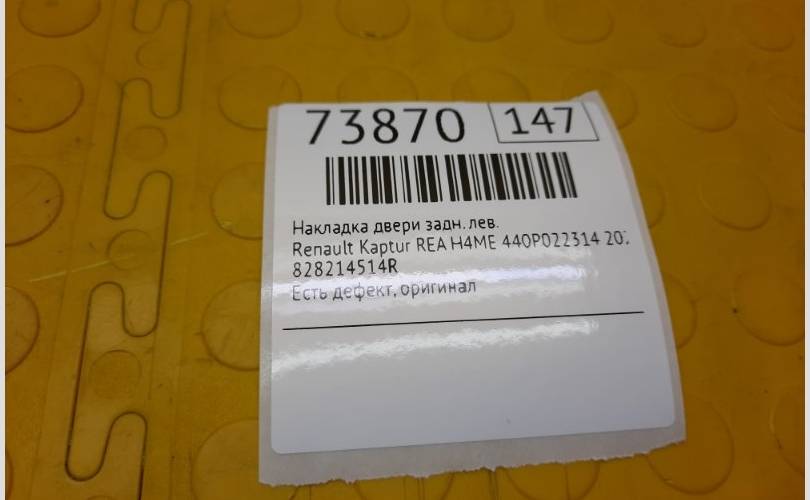 73870 147
Накладка двери задн. лев.
Renault Kaptur REA H4ME 440P022314
828214514R
Есть дефект, оригинал